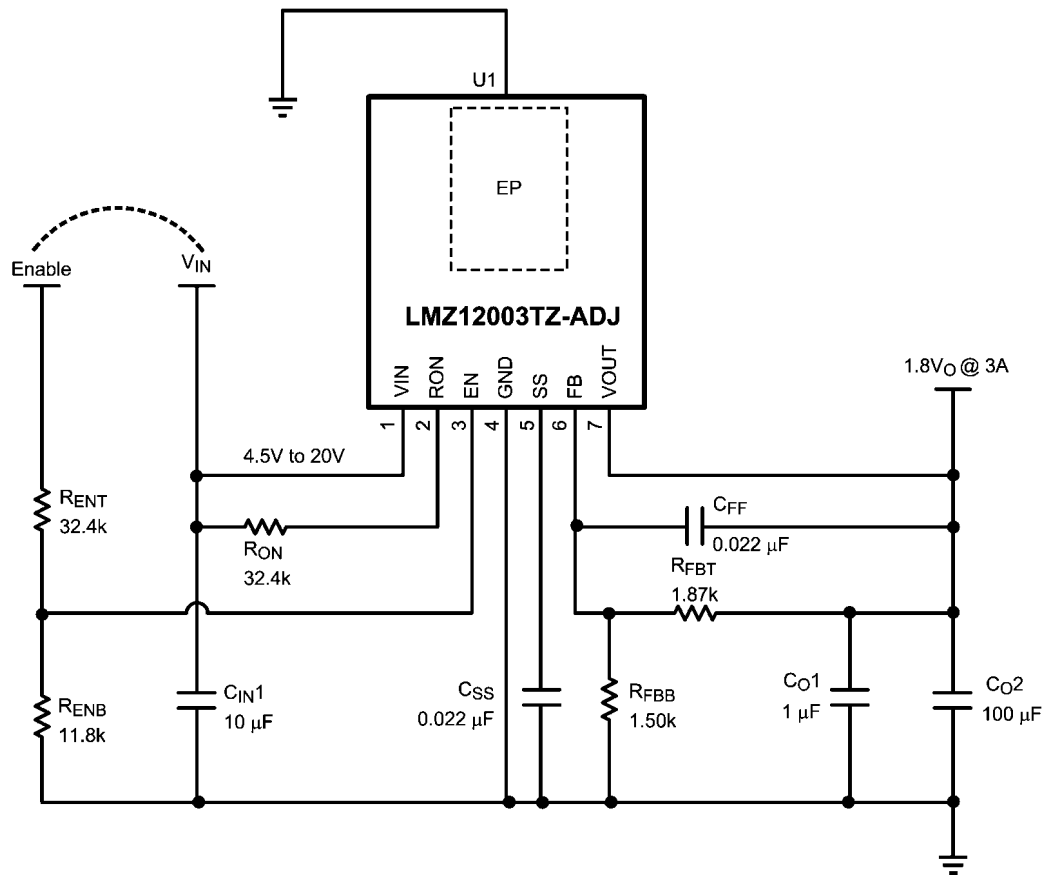 U1
EP
Enable
VIN
LMZ12003TZ-ADJ
VIN
RON
EN
GND
SS
FB
VOUT
1
2
3
4
5
6
7
1.8VO @ 3A
4.5V to 20V
RENT
32.4k
RON
32.4k
CFF
0.022 µF
RFBT
1.87k
RENB
11.8k
CIN1
10 µF
CSS
0.022 µF
RFBB
1.50k
CO1
1 µF
CO2
100 µF